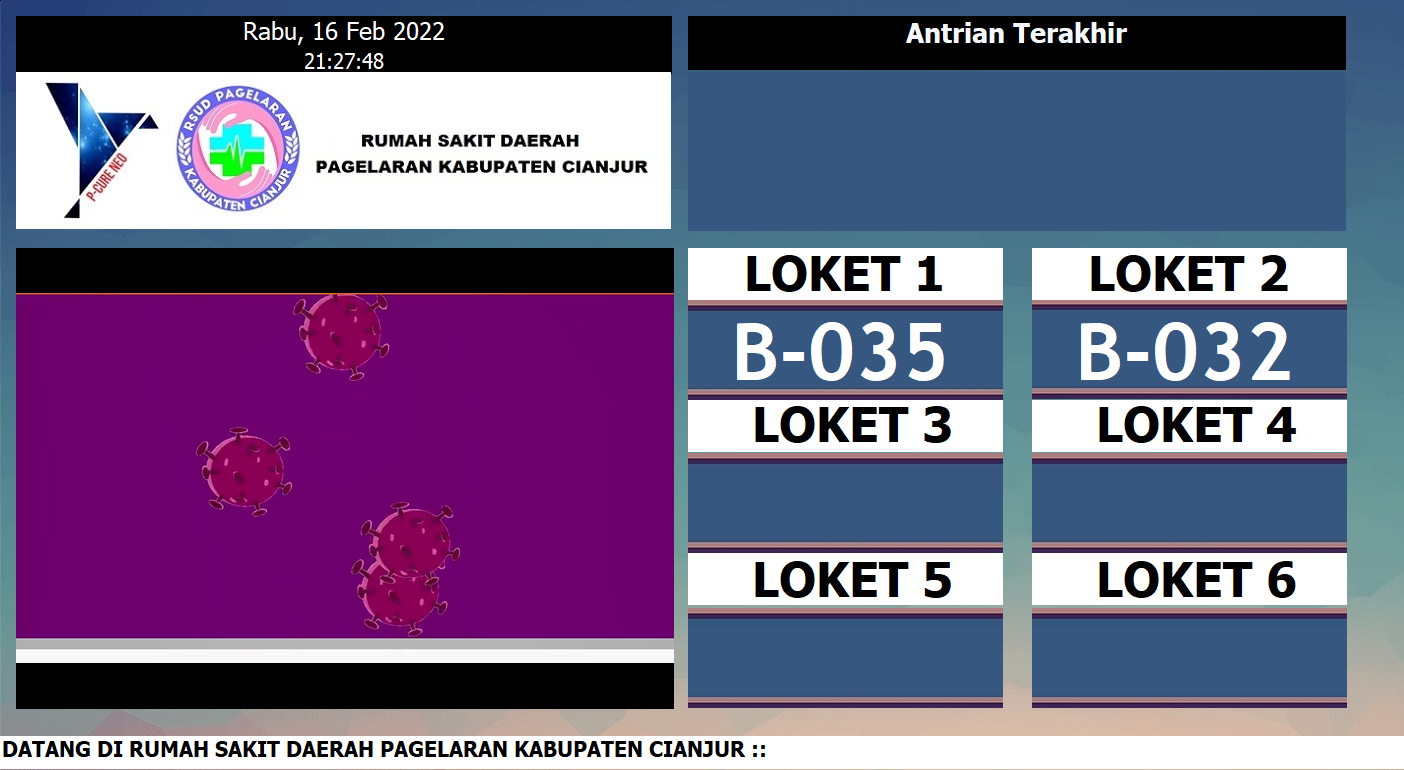 Rabu, 16 Feb 2022
21:27:48
Antrian Terakhir
P-CURE NEO
RSUD PAGELARAN
KABUPATEN CIANJUR
RUMAH SAKIT DAERAH
PAGELARAN KABUPATEN CIANJUR
LOKET 1
B-035
LOKET 2
B-032
LOKET 3
LOKET 4
LOKET 5
LOKET 6
DATANG DI RUMAH SAKIT DAERAH PAGELARAN KABUPATEN CIANJUR ::